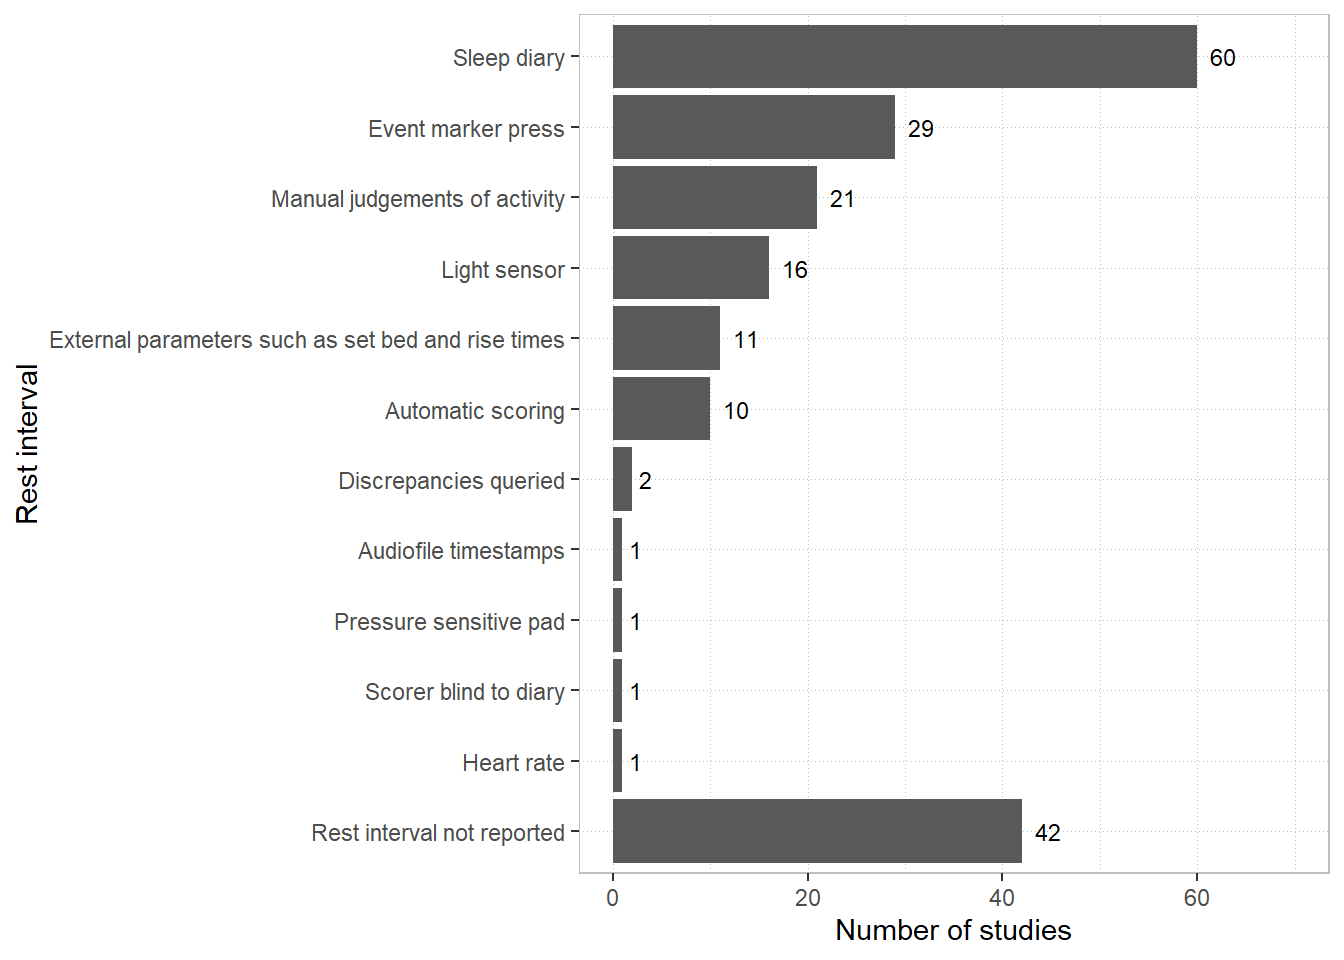 Sleep diary 60
Event marker press 29
Manual judgements of activity 21
Light sensor 16
External parameters such as set bed and rise times 11
Automatic scoring 10
Discrepancies queried 2
Audiofile timestamps 1
Pressure sensitive pad 1
Scorer blind to diary 1
Heart rate 1
Rest interval not reported 42
Rest interval
0 20 40 60
Number of studies